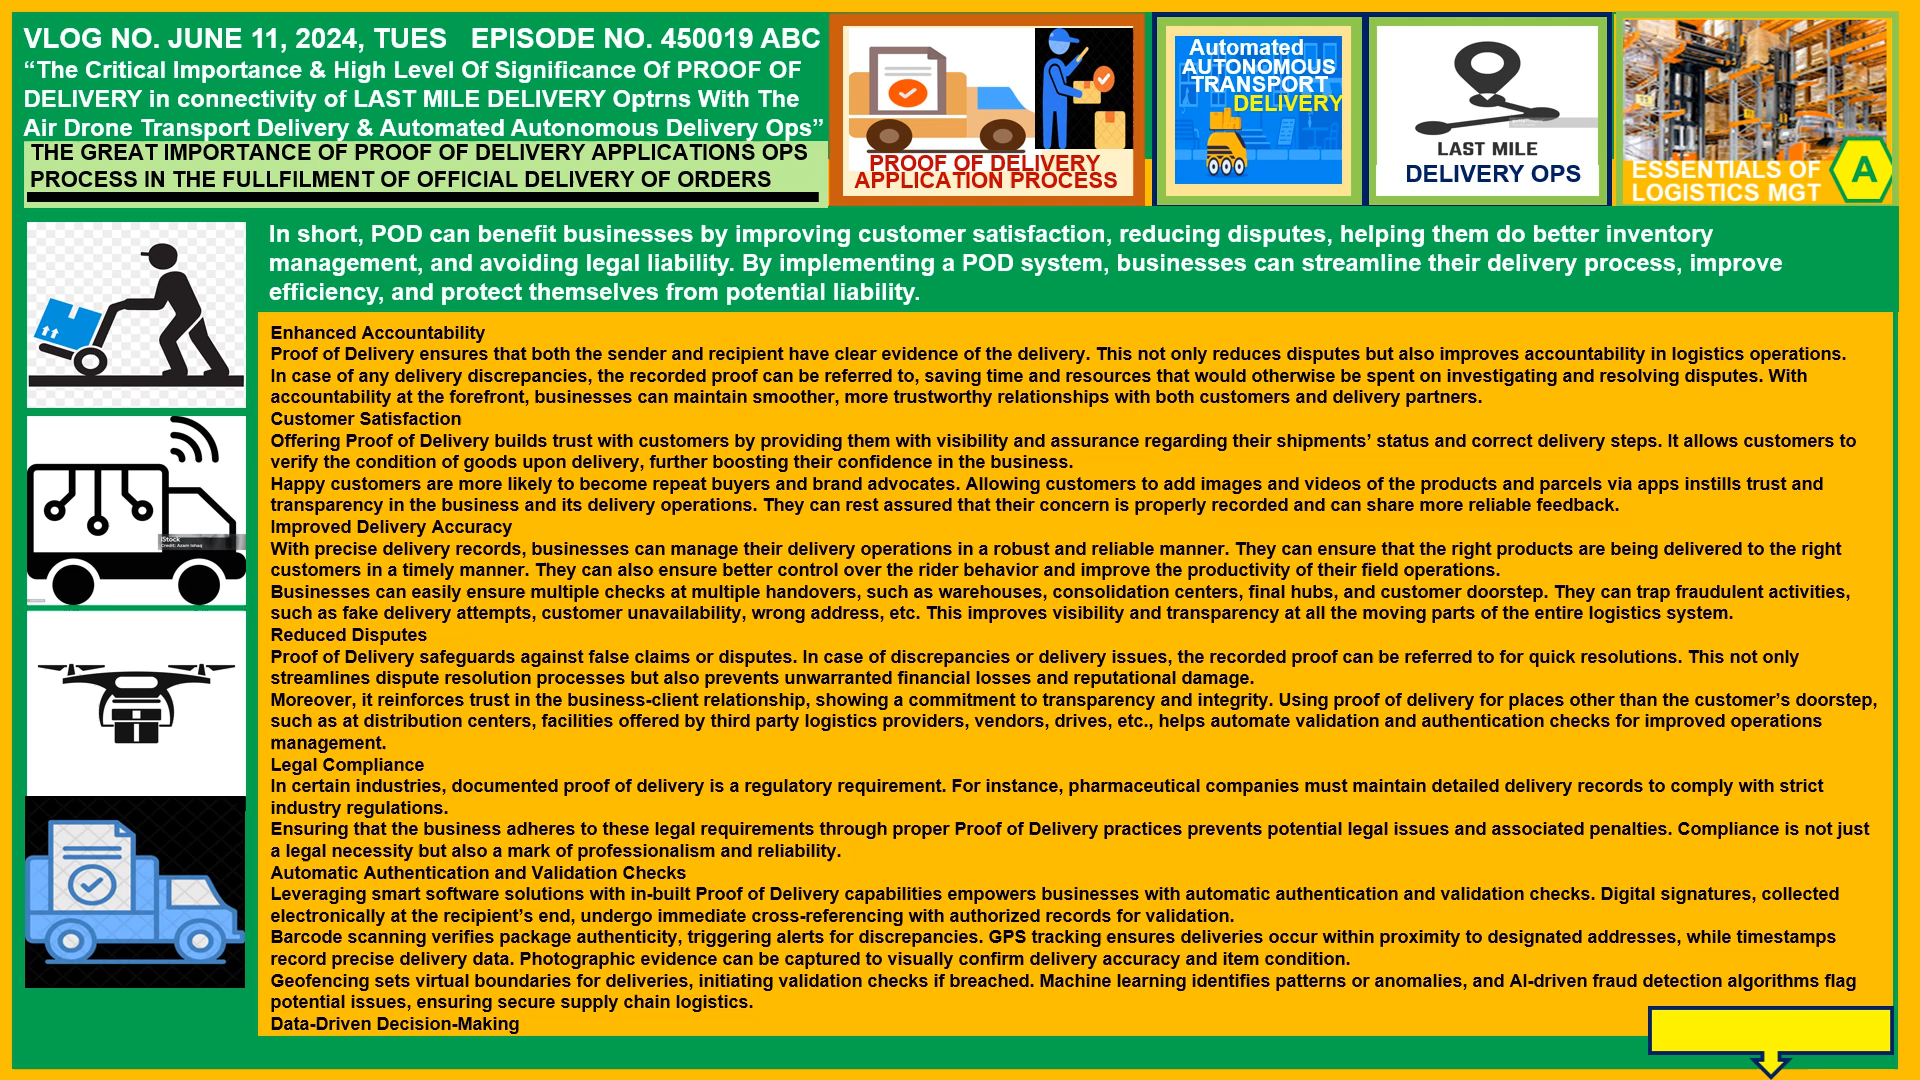 VLOG NO. JUNE 11, 2024, TUES   EPISODE NO. 450019 ABC
“The Critical Importance & High Level Of Significance Of PROOF OF
DELIVERY in connectivity of LAST MILE DELIVERY Optrns With The
Air Drone Transport Delivery & Automated Autonomous Delivery Ops”
THE GREAT IMPORTANCE OF PROOF OF DELIVERY APPLICATIONS OPS
PROCESS IN THE FULLFILMENT OF OFFICIAL DELIVERY OF ORDERS
PROOF OF DELIVERY
APPLICATION PROCESS
Automated
AUTONOMOUS
TRANSPORT
DELIVERY
LAST MILE
DELIVERY OPS
ESSENTIALS OF
LOGISTICS MGT
A
In short, POD can benefit businesses by improving customer satisfaction, reducing disputes, helping them do better inventory
management, and avoiding legal liability. By implementing a POD system, businesses can streamline their delivery process, improve
efficiency, and protect themselves from potential liability.
Enhanced Accountability
Proof of Delivery ensures that both the sender and recipient have clear evidence of the delivery. This not only reduces disputes but also improves accountability in logistics operations.
In case of any delivery discrepancies, the recorded proof can be referred to, saving time and resources that would otherwise be spent on investigating and resolving disputes. With
accountability at the forefront, businesses can maintain smoother, more trustworthy relationships with both customers and delivery partners.
Customer Satisfaction
Offering Proof of Delivery builds trust with customers by providing them with visibility and assurance regarding their shipments’ status and correct delivery steps. It allows customers to
verify the condition of goods upon delivery, further boosting their confidence in the business.
Happy customers are more likely to become repeat buyers and brand advocates. Allowing customers to add images and videos of the products and parcels via apps instills trust and
transparency in the business and its delivery operations. They can rest assured that their concern is properly recorded and can share more reliable feedback.
Improved Delivery Accuracy
With precise delivery records, businesses can manage their delivery operations in a robust and reliable manner. They can ensure that the right products are being delivered to the right
customers in a timely manner. They can also ensure better control over the rider behavior and improve the productivity of their field operations.
Businesses can easily ensure multiple checks at multiple handovers, such as warehouses, consolidation centers, final hubs, and customer doorstep. They can trap fraudulent activities,
such as fake delivery attempts, customer unavailability, wrong address, etc. This improves visibility and transparency at all the moving parts of the entire logistics system.
Reduced Disputes
Proof of Delivery safeguards against false claims or disputes. In case of discrepancies or delivery issues, the recorded proof can be referred to for quick resolutions. This not only
streamlines dispute resolution processes but also prevents unwarranted financial losses and reputational damage.
Moreover, it reinforces trust in the business-client relationship, showing a commitment to transparency and integrity. Using proof of delivery for places other than the customer’s doorstep,
such as at distribution centers, facilities offered by third party logistics providers, vendors, drives, etc., helps automate validation and authentication checks for improved operations
management.
Legal Compliance
In certain industries, documented proof of delivery is a regulatory requirement. For instance, pharmaceutical companies must maintain detailed delivery records to comply with strict
industry regulations.
Ensuring that the business adheres to these legal requirements through proper Proof of Delivery practices prevents potential legal issues and associated penalties. Compliance is not just
a legal necessity but also a mark of professionalism and reliability.
Automatic Authentication and Validation Checks
Leveraging smart software solutions with in-built Proof of Delivery capabilities empowers businesses with automatic authentication and validation checks. Digital signatures, collected
electronically at the recipient’s end, undergo immediate cross-referencing with authorized records for validation.
Barcode scanning verifies package authenticity, triggering alerts for discrepancies. GPS tracking ensures deliveries occur within proximity to designated addresses, while timestamps
record precise delivery data. Photographic evidence can be captured to visually confirm delivery accuracy and item condition.
Geofencing sets virtual boundaries for deliveries, initiating validation checks if breached. Machine learning identifies patterns or anomalies, and AI-driven fraud detection algorithms flag
potential issues, ensuring secure supply chain logistics.
Data-Driven Decision-Making
iStock